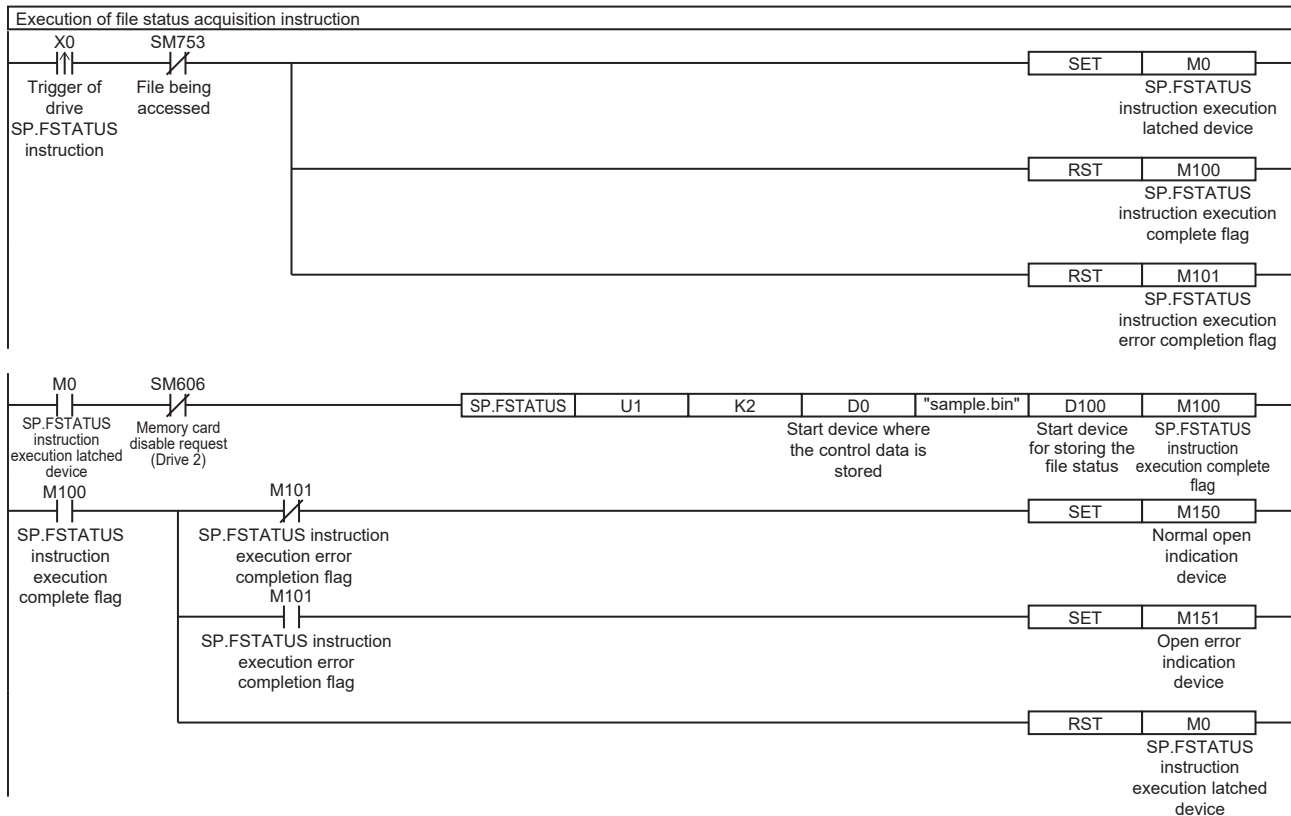 Execution of file status acquisition instruction
X0 SM753
SET M0
Trigger of
drive
SP.FSTATUS
instruction
File being
accessed
SP.FSTATUS
instruction execution
latched device
RST M100
SP.FSTATUS
instruction execution
complete flag
RST M101
SP.FSTATUS
instruction execution
error completion flag
M0 SM606
SP.FSTATUS U1 K2 D0 "sample.bin" D100 M100
SP.FSTATUS
instruction
execution latched
device
Memory card
disable request
(Drive 2)
Start device where
the control data is
stored
Start device
for storing the
file status
SP.FSTATUS
instruction
execution complete
flag
M100 M101
SET M150
SP.FSTATUS
instruction
execution
complete flag
SP.FSTATUS instruction
execution error
completion flag
Normal open
indication
device
M101
SET M151
SP.FSTATUS instruction
execution error
completion flag
Open error
indication
device
RST M0
SP.FSTATUS
instruction
execution latched
device